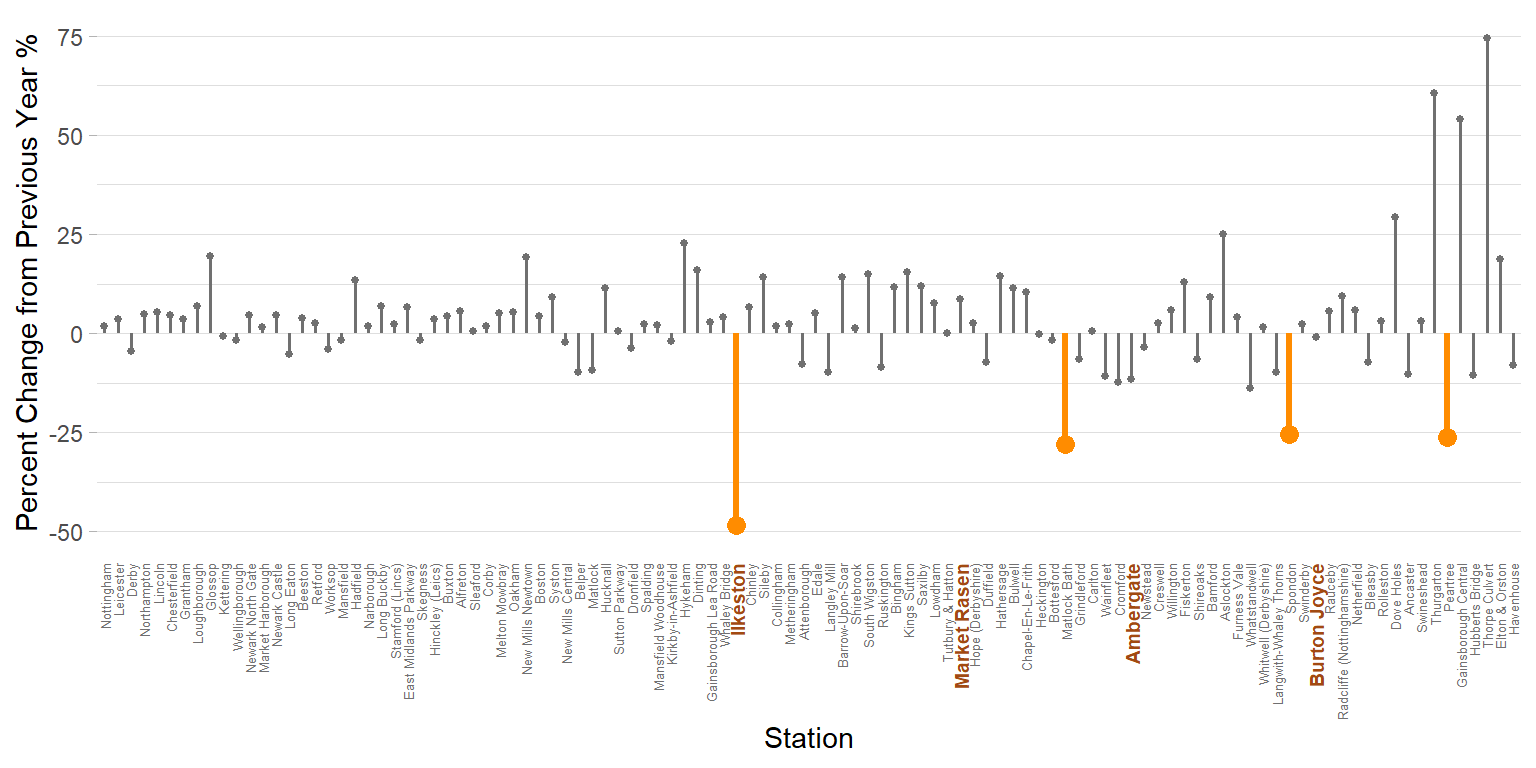 Percent Change from Previous Year %
75
50
25
0
-25
-50
Nottingham
Leicester
Derby
Northampton
Lincoln
Chesterfield
Grantham
Loughborough
Glossop
Kettering
Wellingborough
Newark North Gate
Market Harborough
Newark Castle
Long Eaton
Beeston
Retford
Worksop
Mansfield
Hadfield
Narborough
Long Buckby
Stamford (Lincs)
East Midlands Parkway
Skegness
Hinckley (Leics)
Buxton
Alfreton
Sleaford
Corby
Melton Mowbray
Oakham
New Mills Newtown
Boston
Syston
New Mills Central
Belper
Matlock
Hucknall
Sutton Parkway
Dronfield
Spalding
Mansfield Woodhouse
Kirkby-in-Ashfield
Hykeham
Dinting
Gainsborough Lea Road
Whaley Bridge
Ilkeston
Chinley
Sileby
Collingham
Metheringham
Attenborough
Edale
Langley Mill
Barrow-Upon-Soar
Shirebrook
South Wigston
Ruskington
Bingham
Kings Sutton
Saxilby
Lowdham
Tutbury & Hatton
Market Rasen
Hope (Derbyshire)
Duffield
Hathersage
Bulwell
Chapel-En-Le-Frith
Heckington
Bottesford
Matlock Bath
Grindleford
Carlton
Wainfleet
Cromford
Ambergate
Newstead
Creswell
Willington
Fiskerton
Shireoaks
Bamford
Aslockton
Furness Vale
Whatstandwell
Whitwell (Derbyshire)
Langwith-Whaley Thorns
Spondon
Swinderby
Burton Joyce
Rauceby
Radcliffe (Nottinghamshire)
Netherfield
Bleasby
Rolleston
Dove Holes
Ancaster
Swineshead
Thurgarton
Peartree
Gainsborough Central
Hubberts Bridge
Thorpe Culvert
Elton & Orston
Havenhouse
Station